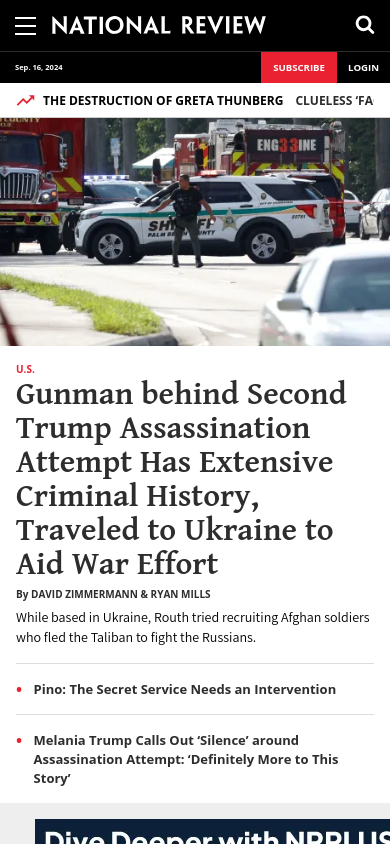 NATIONAL REVIEW
Sep. 16, 2024
SUBSCRIBE
LOGIN
THE DESTRUCTION OF GRETA THUNBERG CLUELESS ‘FA
COUNTY
ENG33INE
SHERIFF
PALM BEACH COUNTY
U.S.
Gunman behind Second
Trump Assassination
Attempt Has Extensive
Criminal History,
Traveled to Ukraine to
Aid War Effort
By DAVID ZIMMERMANN & RYAN MILLS
While based in Ukraine, Routh tried recruiting Afghan soldiers
who fled the Taliban to fight the Russians.
• Pino: The Secret Service Needs an Intervention
• Melania Trump Calls Out ‘Silence’ around
Assassination Attempt: ‘Definitely More to This
Story’
Dive Deeper with NRPLUS